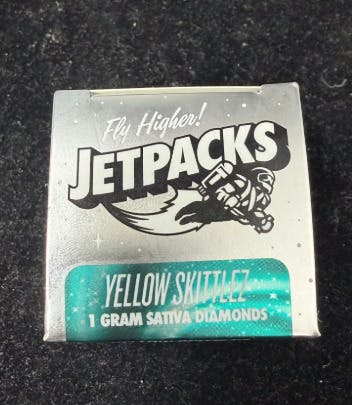 Fly Higher!
JETPACKS
YELLOW SKITTLEZ
1 GRAM SATIVA DIAMONDS